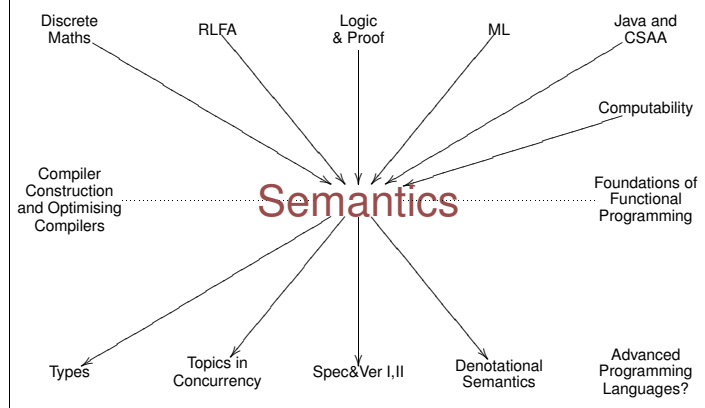 Discrete
Maths
RLFA
Logic
& Proof
ML
Java and
CSAA
Computability
Compiler
Construction
and Optimising
Compilers
Semantics
Foundations of
Functional
Programming
Types
Topics in
Concurrency
Spec&Ver I,II
Denotational
Semantics
Advanced
Programming
Languages?